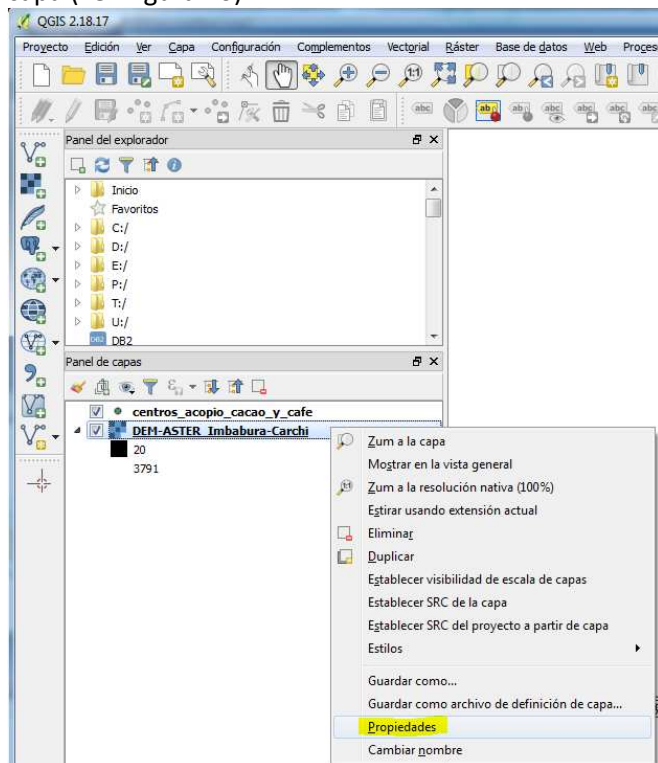 QGIS 2.18.17
Proyecto Edición Ver Capa Configuración Complementos Vectorial Ráster Base de datos Web
Panel del explorador
Inicio
Favoritos
C:/
D:/
E:/
P:/
T:/
U:/
DB2 DB2
Panel de capas
centros_acopio_cacao_y_cafe
DEM-ASTER_Imbabura-Carchi
20
3791
Zum a la capa
Mostrar en la vista general
Zum a la resolución nativa (100%)
Estirar usando extensión actual
Eliminar
Duplicar
Establecer visibilidad de escala de capas
Establecer SRC de la capa
Establecer SRC del proyecto a partir de capa
Estilos
Guardar como...
Guardar como archivo de definición de capa...
Propiedades
Cambiar nombre